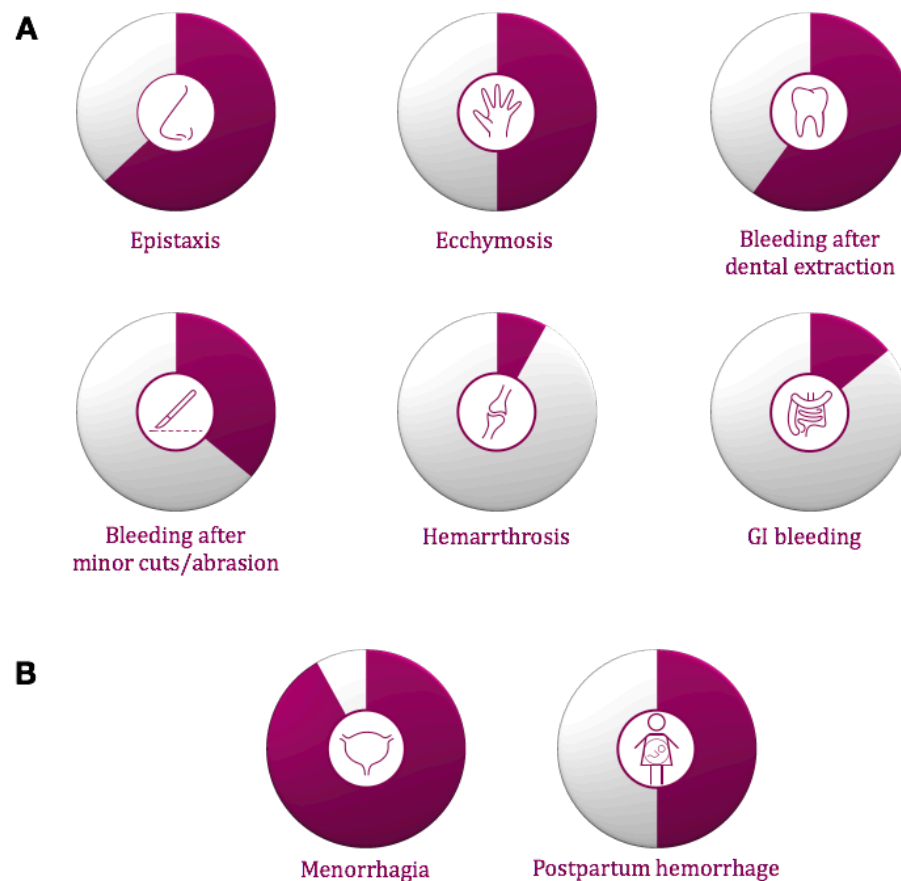 A
Epistaxis
Ecchymosis
Bleeding after
dental extraction
Bleeding after
minor cuts/abrasion
Hemarrthrosis
GI bleeding
B
Menorrhagia
Postpartum hemorrhage